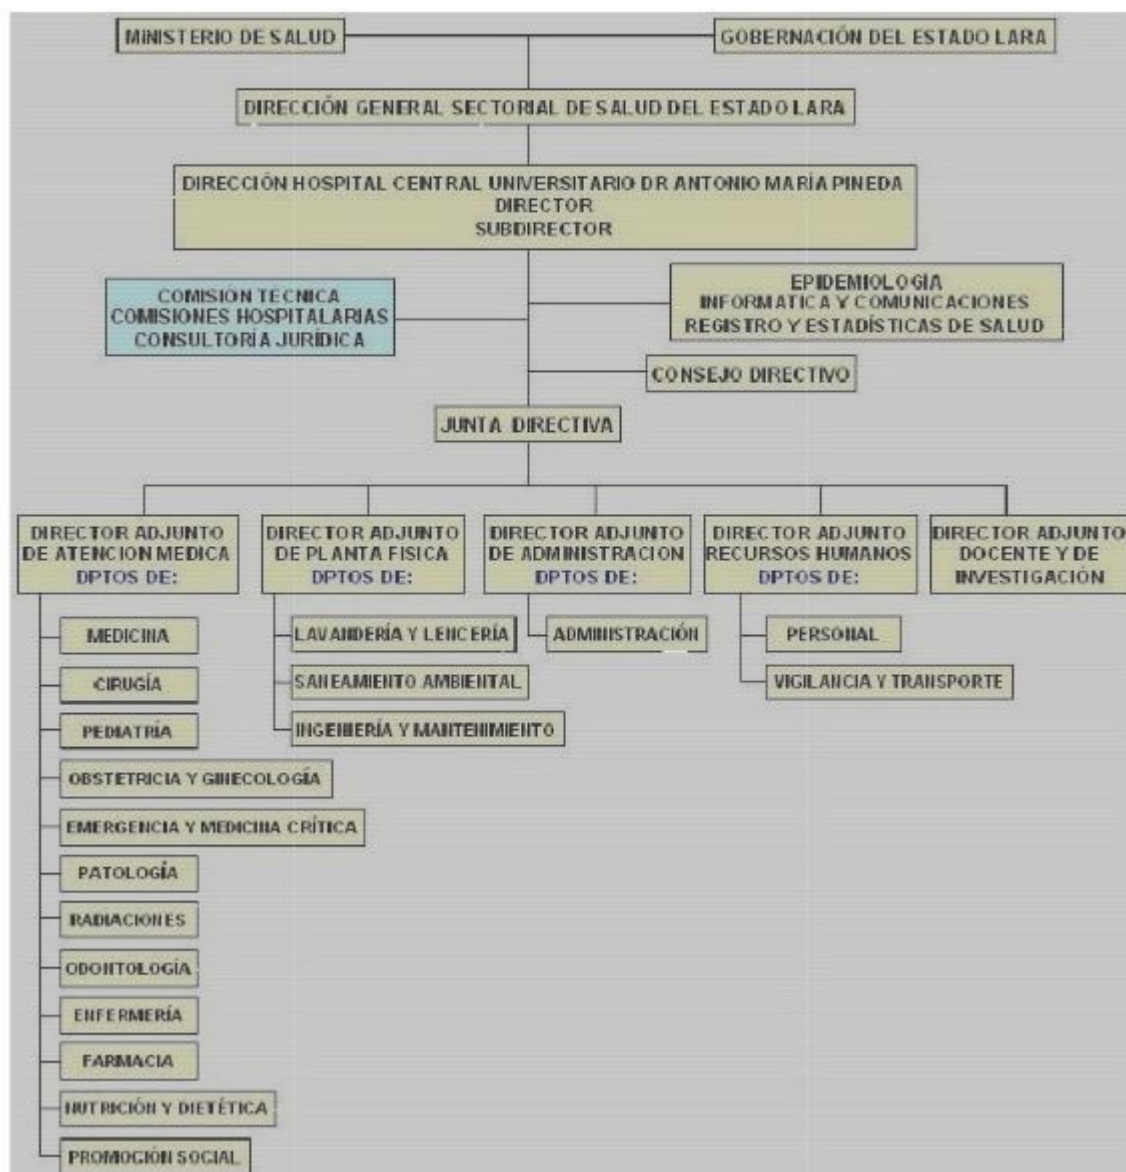 MINISTERIO DE SALUD
GOBERNACIÓN DEL ESTADO LARA
DIRECCIÓN GENERAL SECTORIAL DE SALUD DEL ESTADO LARA
DIRECCIÓN HOSPITAL CENTRAL UNIVERSITARIO DR ANTONIO MARÍA PINEDA
DIRECTOR
SUBDIRECTOR
COMISIÓN TÉCNICA
COMISIONES HOSPITALARIAS
CONSULTORÍA JURÍDICA
EPIDEMIOLOGÍA
INFORMATICA Y COMUNICACIONES
REGISTRO Y ESTADÍSTICAS DE SALUD
CONSEJO DIRECTIVO
JUNTA DIRECTIVA
DIRECTOR ADJUNTO
DE ATENCION MEDICA
DPTOS DE:
DIRECTOR ADJUNTO
DE PLANTA FISICA
DPTOS DE:
DIRECTOR ADJUNTO
DE ADMINISTRACION
DPTOS DE:
DIRECTOR ADJUNTO
RECURSOS HUMANOS
DPTOS DE:
DIRECTOR ADJUNTO
DOCENTE Y DE
INVESTIGACIÓN
MEDICINA
CIRUGÍA
PEDIATRÍA
OBSTETRICIA Y GINECOLOGÍA
EMERGENCIA Y MEDICINA CRÍTICA
PATOLOGÍA
RADIACIONES
ODONTOLOGÍA
ENFERMERÍA
FARMACIA
NUTRICIÓN Y DIETÉTICA
PROMOCIÓN SOCIAL
LAVANDERÍA Y LENCERÍA
SANEAMIENTO AMBIENTAL
INGENIERÍA Y MANTENIMIENTO
ADMINISTRACIÓN
PERSONAL
VIGILANCIA Y TRANSPORTE